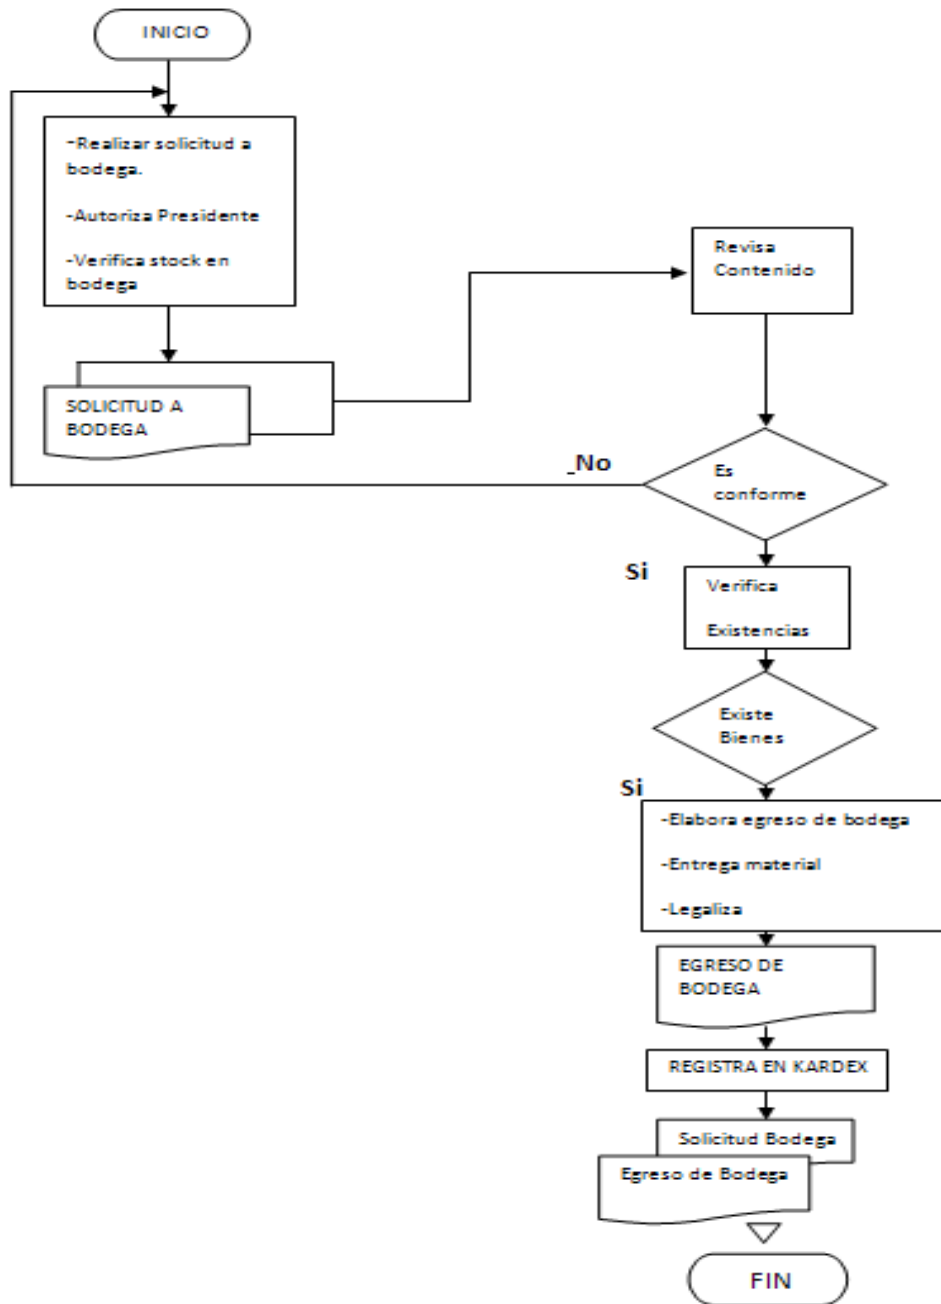 INICIO
-Realizar solicitud a
bodega.
-Autoriza Presidente
-Verifica stock en
bodega
SOLICITUD A
BODEGA
Revisa
Contenido
_No
Es
conforme
Si
Verifica
Existencias
Existe
Bienes
Si
-Elabora egreso de bodega
-Entrega material
-Legaliza
EGRESO DE
BODEGA
REGISTRA EN KARDEX
Solicitud Bodega
Egreso de Bodega
FIN